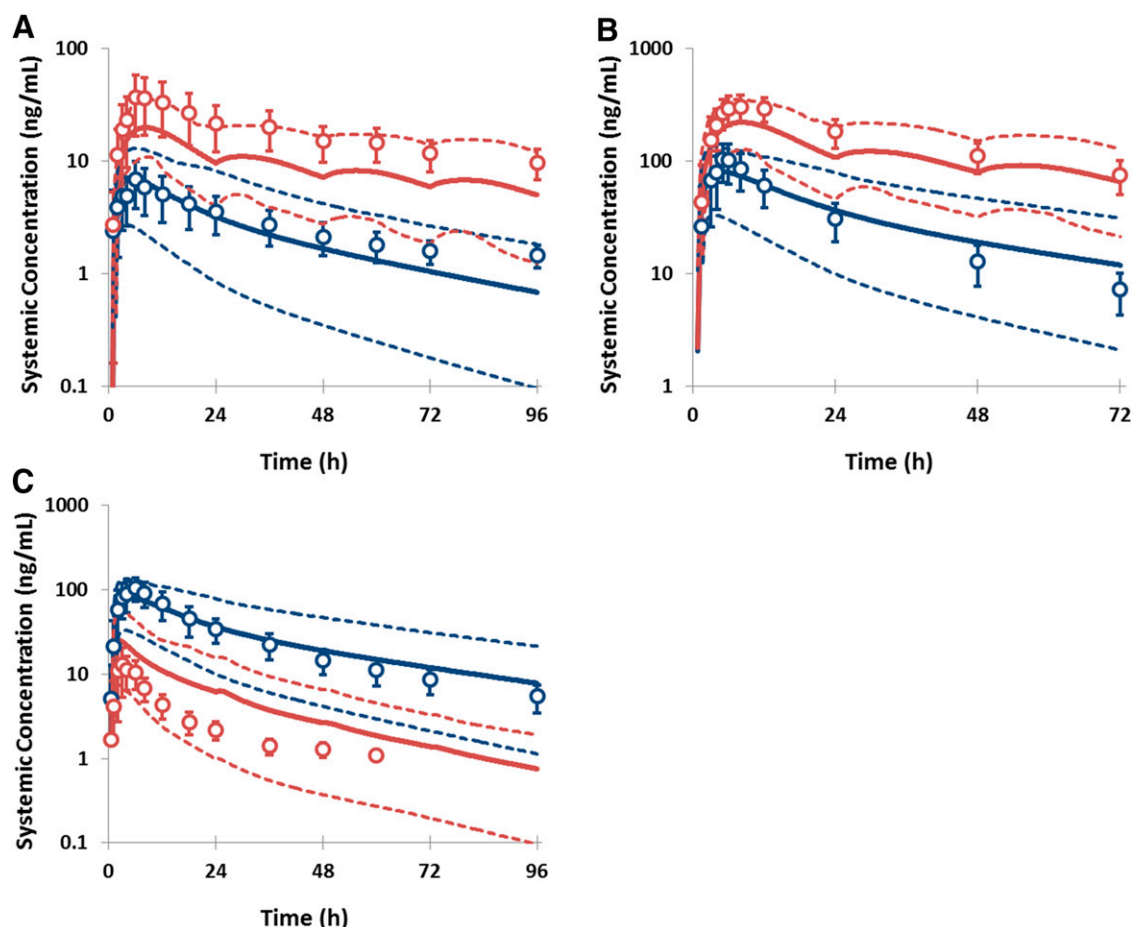 A
Systemic Concentration (ng/mL)
100
10
1
0.1
0 24 48 72 96
Time (h)
B
Systemic Concentration (ng/mL)
1000
100
10
1
0 24 48 72
Time (h)
C
Systemic Concentration (ng/mL)
1000
100
10
1
0.1
0 24 48 72 96
Time (h)